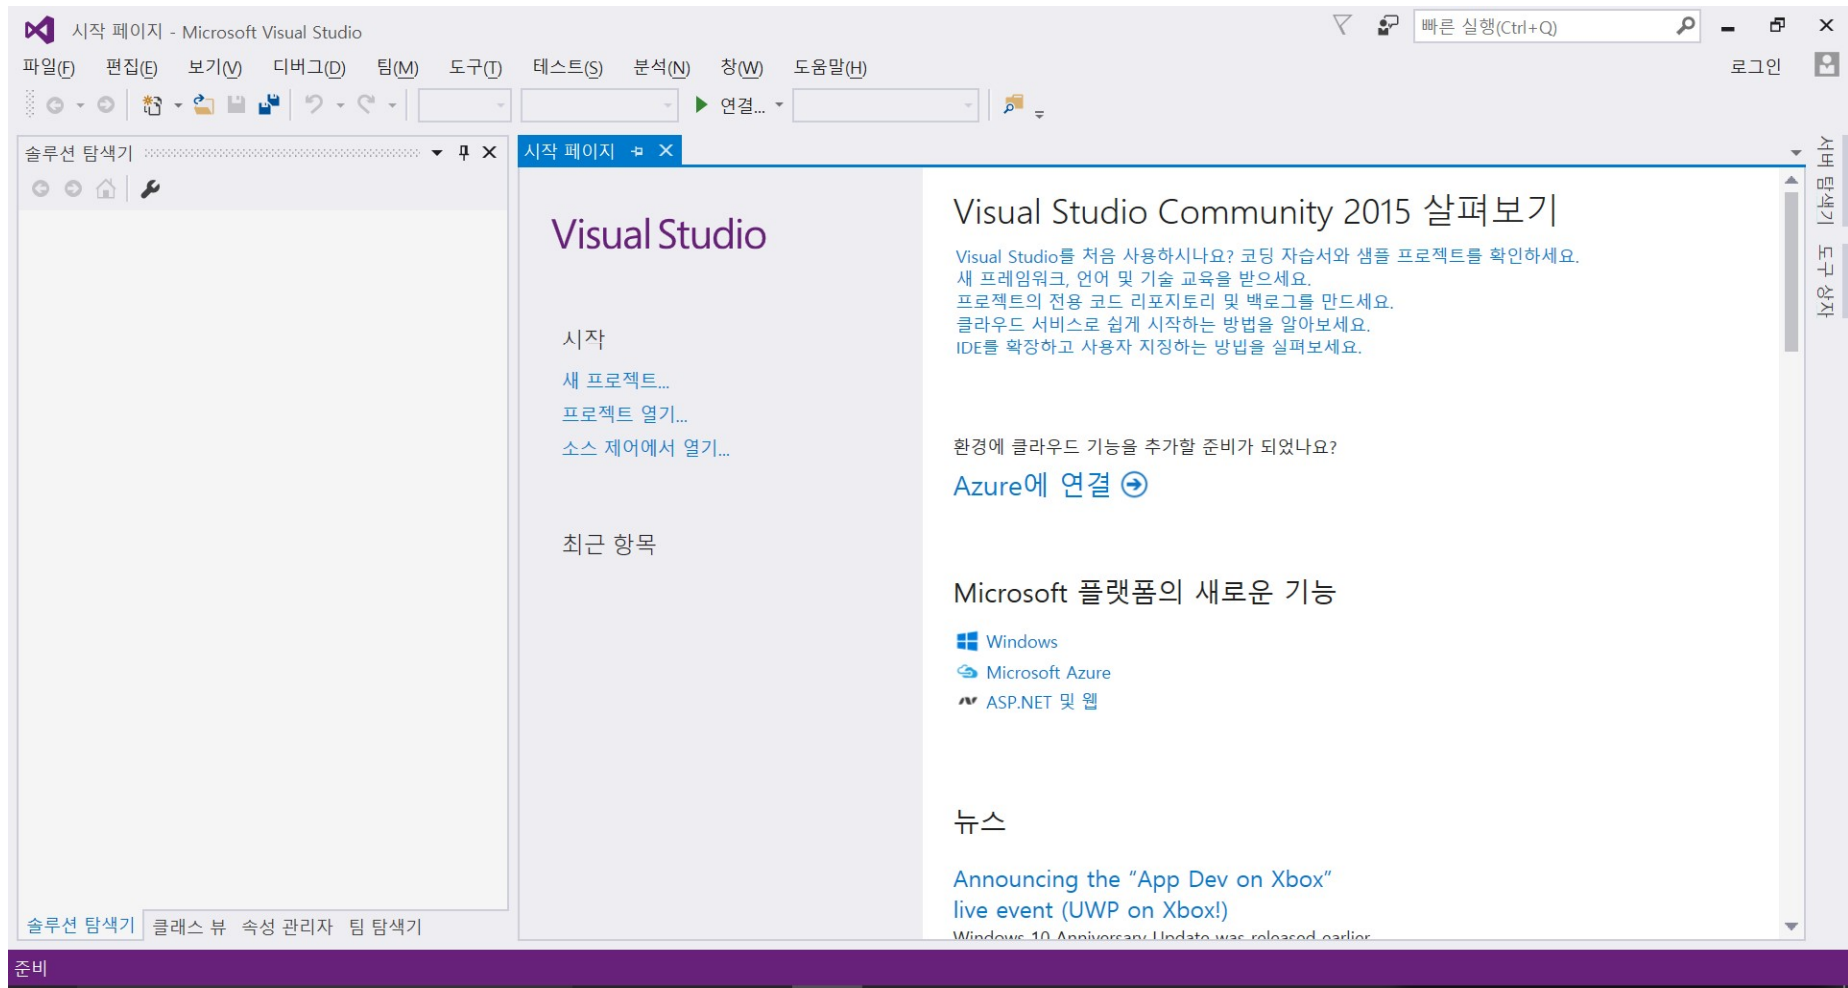 시작 페이지 - Microsoft Visual Studio
빠른 실행(Ctrl+Q)
파일(F) 편집(E) 보기(V) 디버그(D) 팀(M) 도구(T) 테스트(S) 분석(N) 창(W) 도움말(H)
로그인
연결...
솔루션 탐색기
시작 페이지
서버 탐색기
도구 상자
Visual Studio
시작
새 프로젝트...
프로젝트 열기...
소스 제어에서 열기...
최근 항목
Visual Studio Community 2015 살펴보기
Visual Studio를 처음 사용하시나요? 코딩 자습서와 샘플 프로젝트를 확인하세요.
새 프레임워크, 언어 및 기술 교육을 받으세요.
프로젝트의 전용 코드 리포지토리 및 백로그를 만드세요.
클라우드 서비스로 쉽게 시작하는 방법을 알아보세요.
IDE를 확장하고 사용자 지정하는 방법을 살펴보세요.
환경에 클라우드 기능을 추가할 준비가 되었나요?
Azure에 연결
Microsoft 플랫폼의 새로운 기능
Windows
Microsoft Azure
ASP.NET 및 웹
뉴스
Announcing the "App Dev on Xbox"
live event (UWP on Xbox!)
Windows 10 Anniversary Update was released earlier
솔루션 탐색기 클래스 뷰 속성 관리자 팀 탐색기
준비